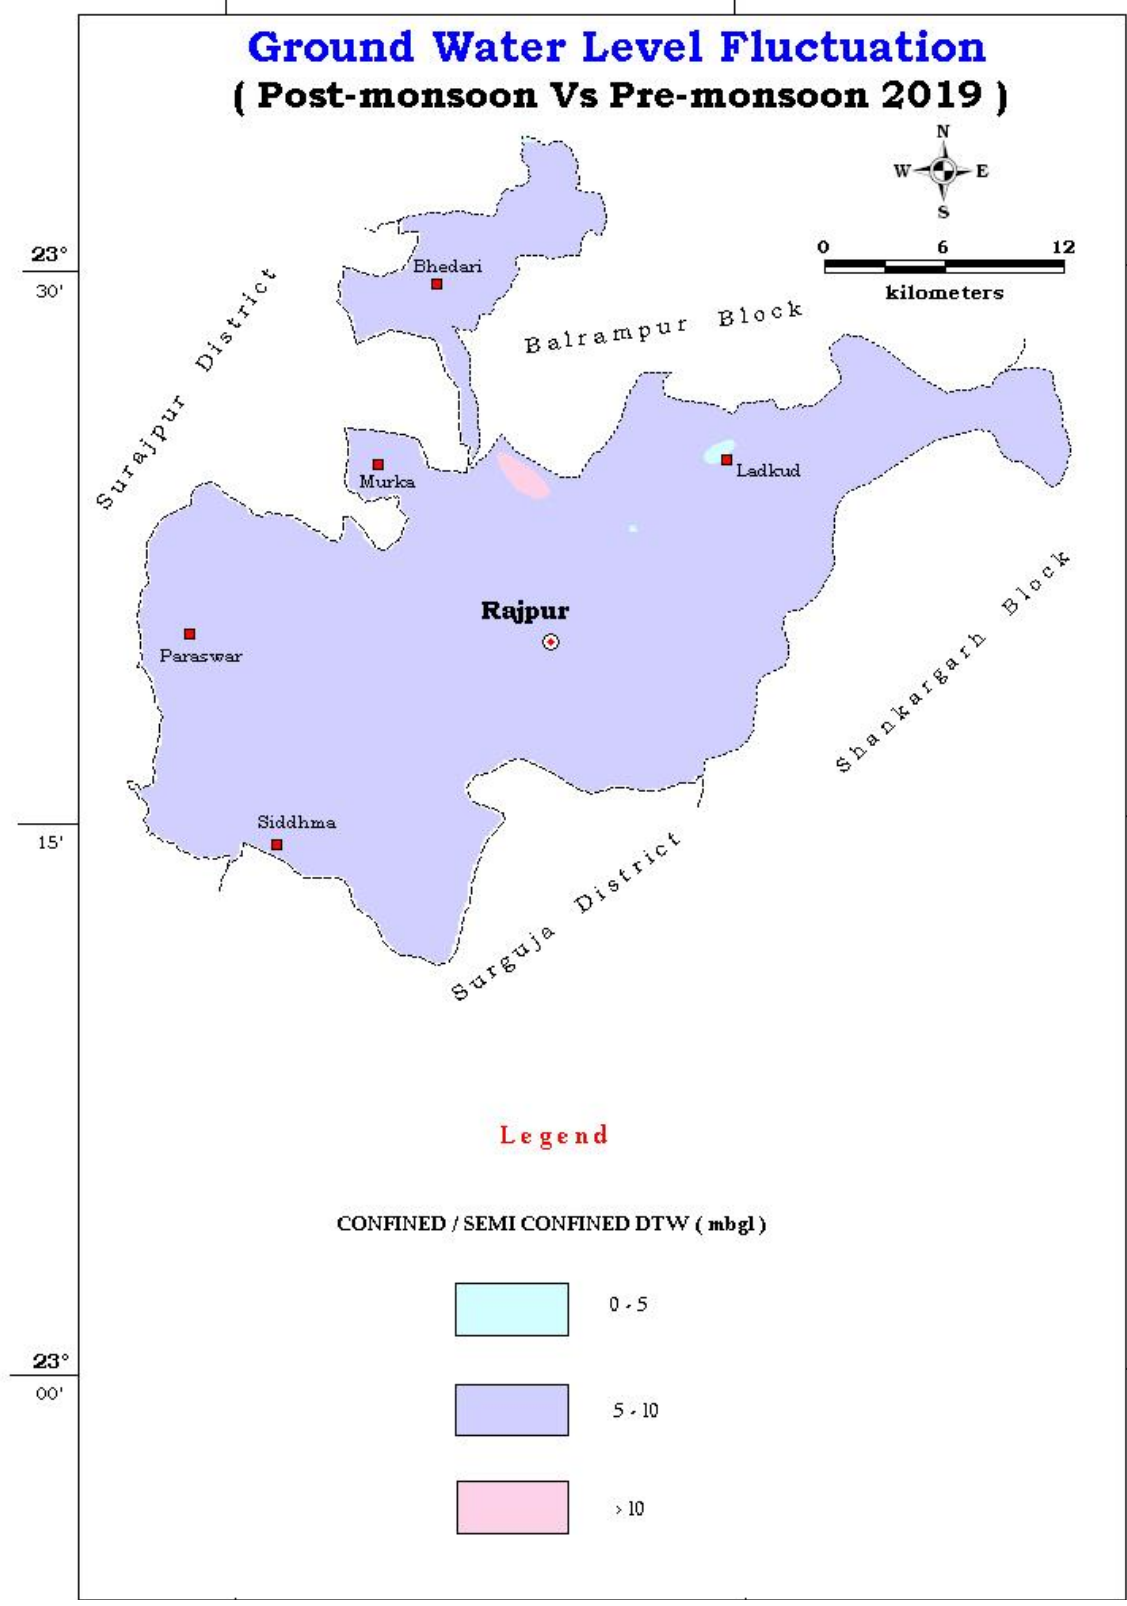 Ground Water Level Fluctuation
( Post-monsoon Vs Pre-monsoon 2019 )
N
W E
S
0 6 12
kilometers
23°
30'
Bhedari
Surajpur District
Balrampur Block
Murka
Ladkud
Rajpur
Paraswar
Shankargarh Block
Siddhma
15'
Surguja District
Legend
CONFINED / SEMI CONFINED DTW ( mbgl )
0 - 5
23°
00'
5 - 10
> 10